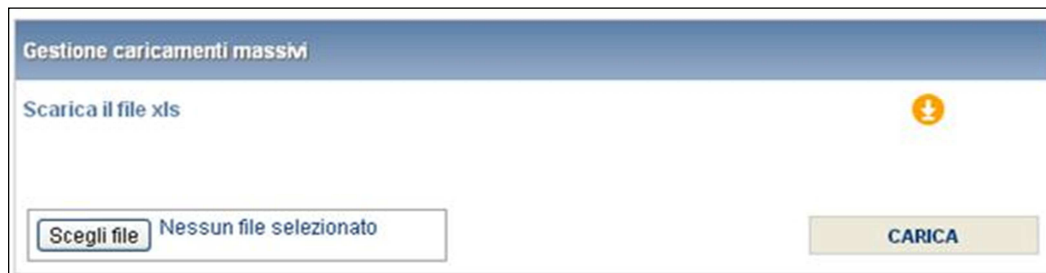 Gestione caricamenti massivi
Scarica il file xls
Scegli file Nessun file selezionato
CARICA